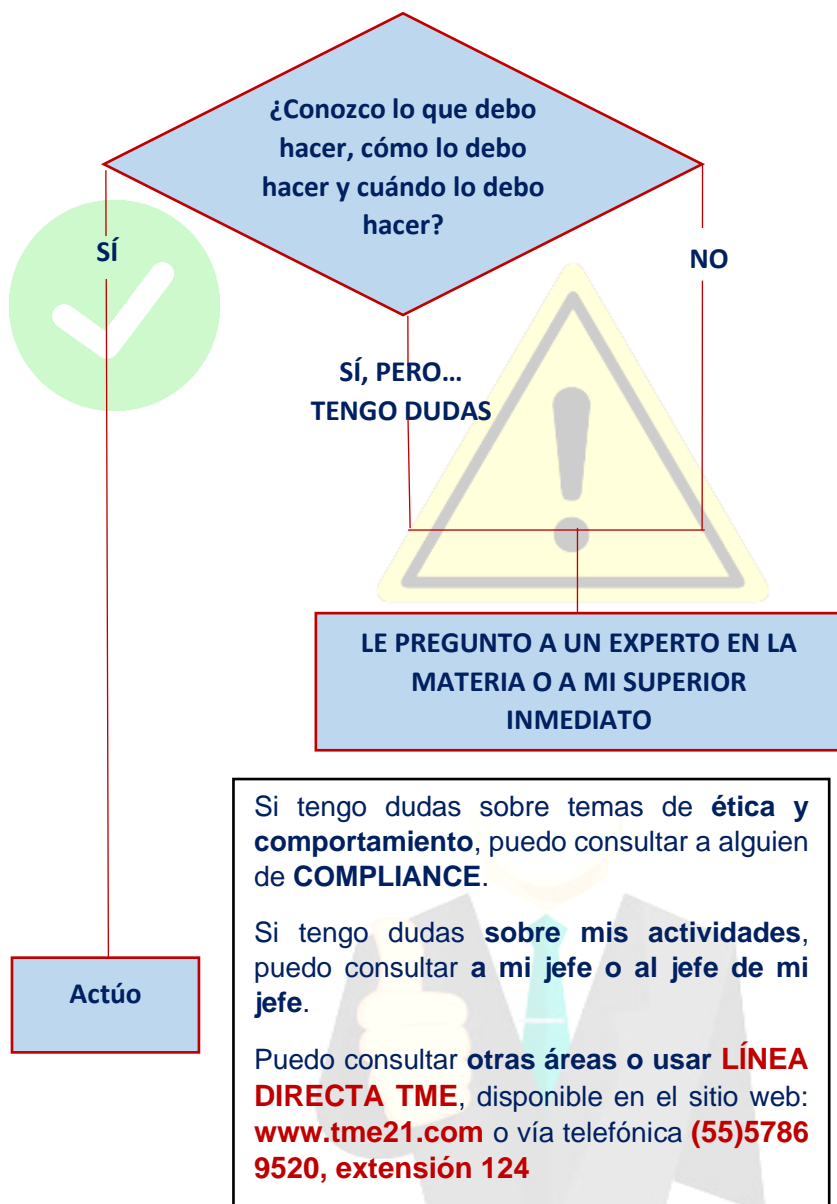 ¿Conozco lo que debo
hacer, cómo lo debo
hacer y cuándo lo debo
hacer?
SÍ
NO
SÍ, PERO...
TENGO DUDAS
LE PREGUNTO A UN EXPERTO EN LA
MATERIA O A MI SUPERIOR
INMEDIATO
Si tengo dudas sobre temas de ética y
comportamiento, puedo consultar a alguien
de COMPLIANCE.
Si tengo dudas sobre mis actividades,
puedo consultar a mi jefe o al jefe de mi
jefe.
Puedo consultar otras áreas o usar LÍNEA
DIRECTA TME, disponible en el sitio web:
www.tme21.com o vía telefónica (55)5786
9520, extensión 124
Actúo